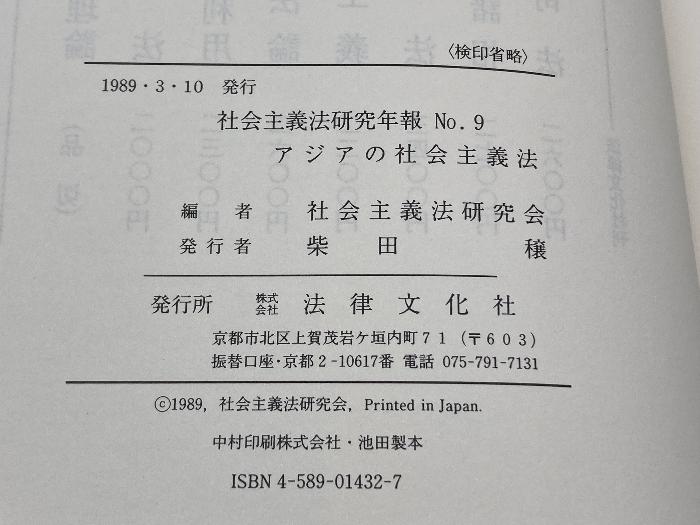 〈検印省略〉
1989・3・10 発行
社会主義法研究年報 No. 9
アジアの社会主義法
編者 社会主義法研究会
発行者 柴田穣
発行所 株式会社 法律文化社
京都市北区上賀茂岩ケ垣内町71(〒603)
振替口座・京都2-10617番 電話 075-791-7131
©1989, 社会主義法研究会, Printed in Japan.
中村印刷株式会社・池田製本
ISBN 4-589-01432-7